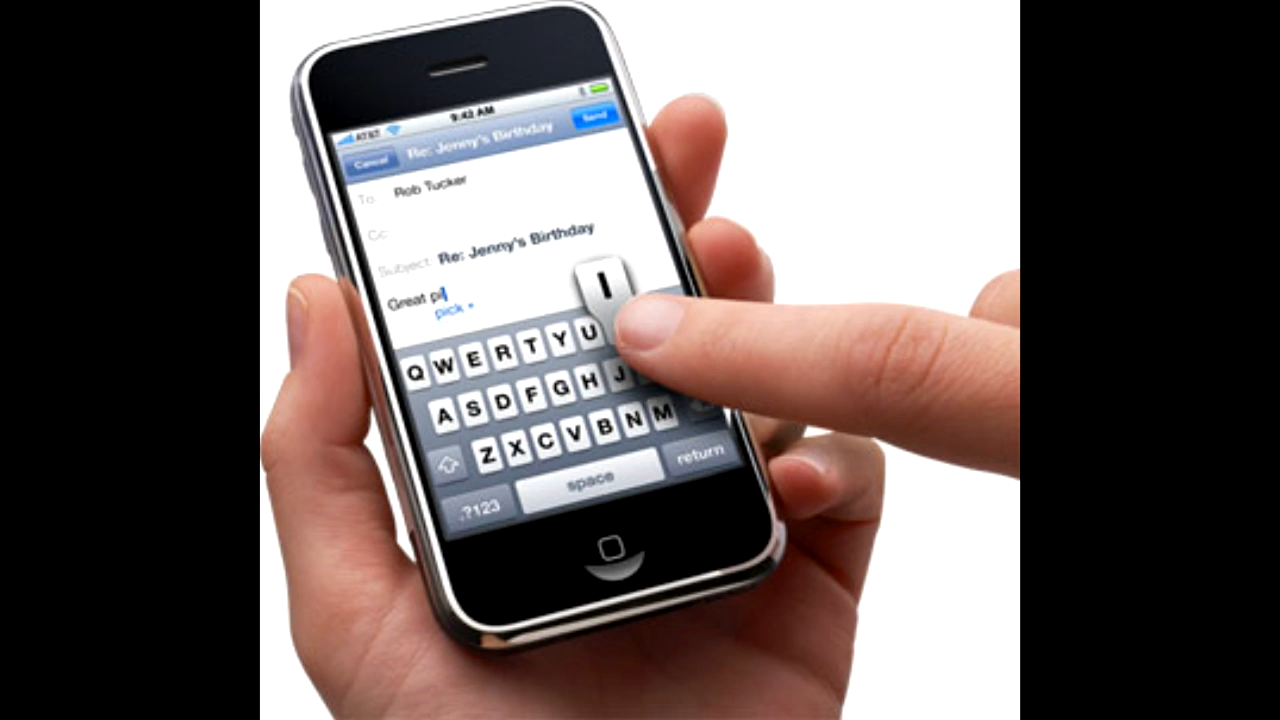 AT&T 9:42 AM
Cancel Re: Jenny's Birthday Send
To: Rob Tucker
Cc:
Subject: Re: Jenny's Birthday
Great pi
pick ×
I
Q W E R T Y U
A S D F G H J
Z X C V B N M
.?123 space return